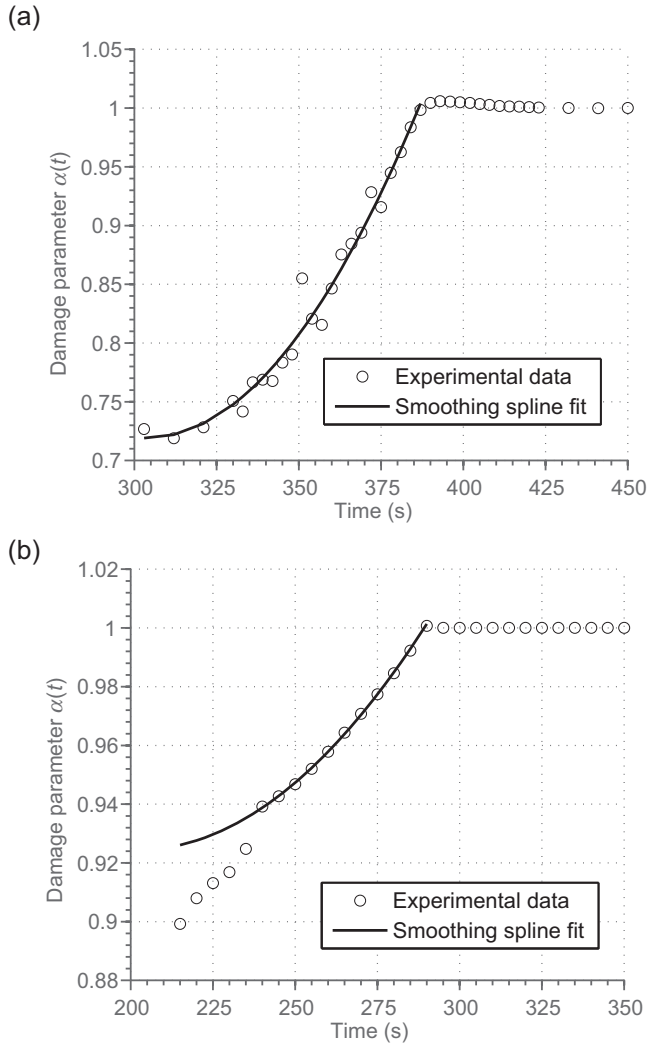 (a)
1.05
1
0.95
0.9
0.85
0.8
0.75
0.7
Damage parameter α(t)
Experimental data
Smoothing spline fit
300 325 350 375 400 425 450
Time (s)
(b)
1.02
1
0.98
0.96
0.94
0.92
0.9
0.88
Damage parameter α(t)
Experimental data
Smoothing spline fit
200 225 250 275 300 325 350
Time (s)